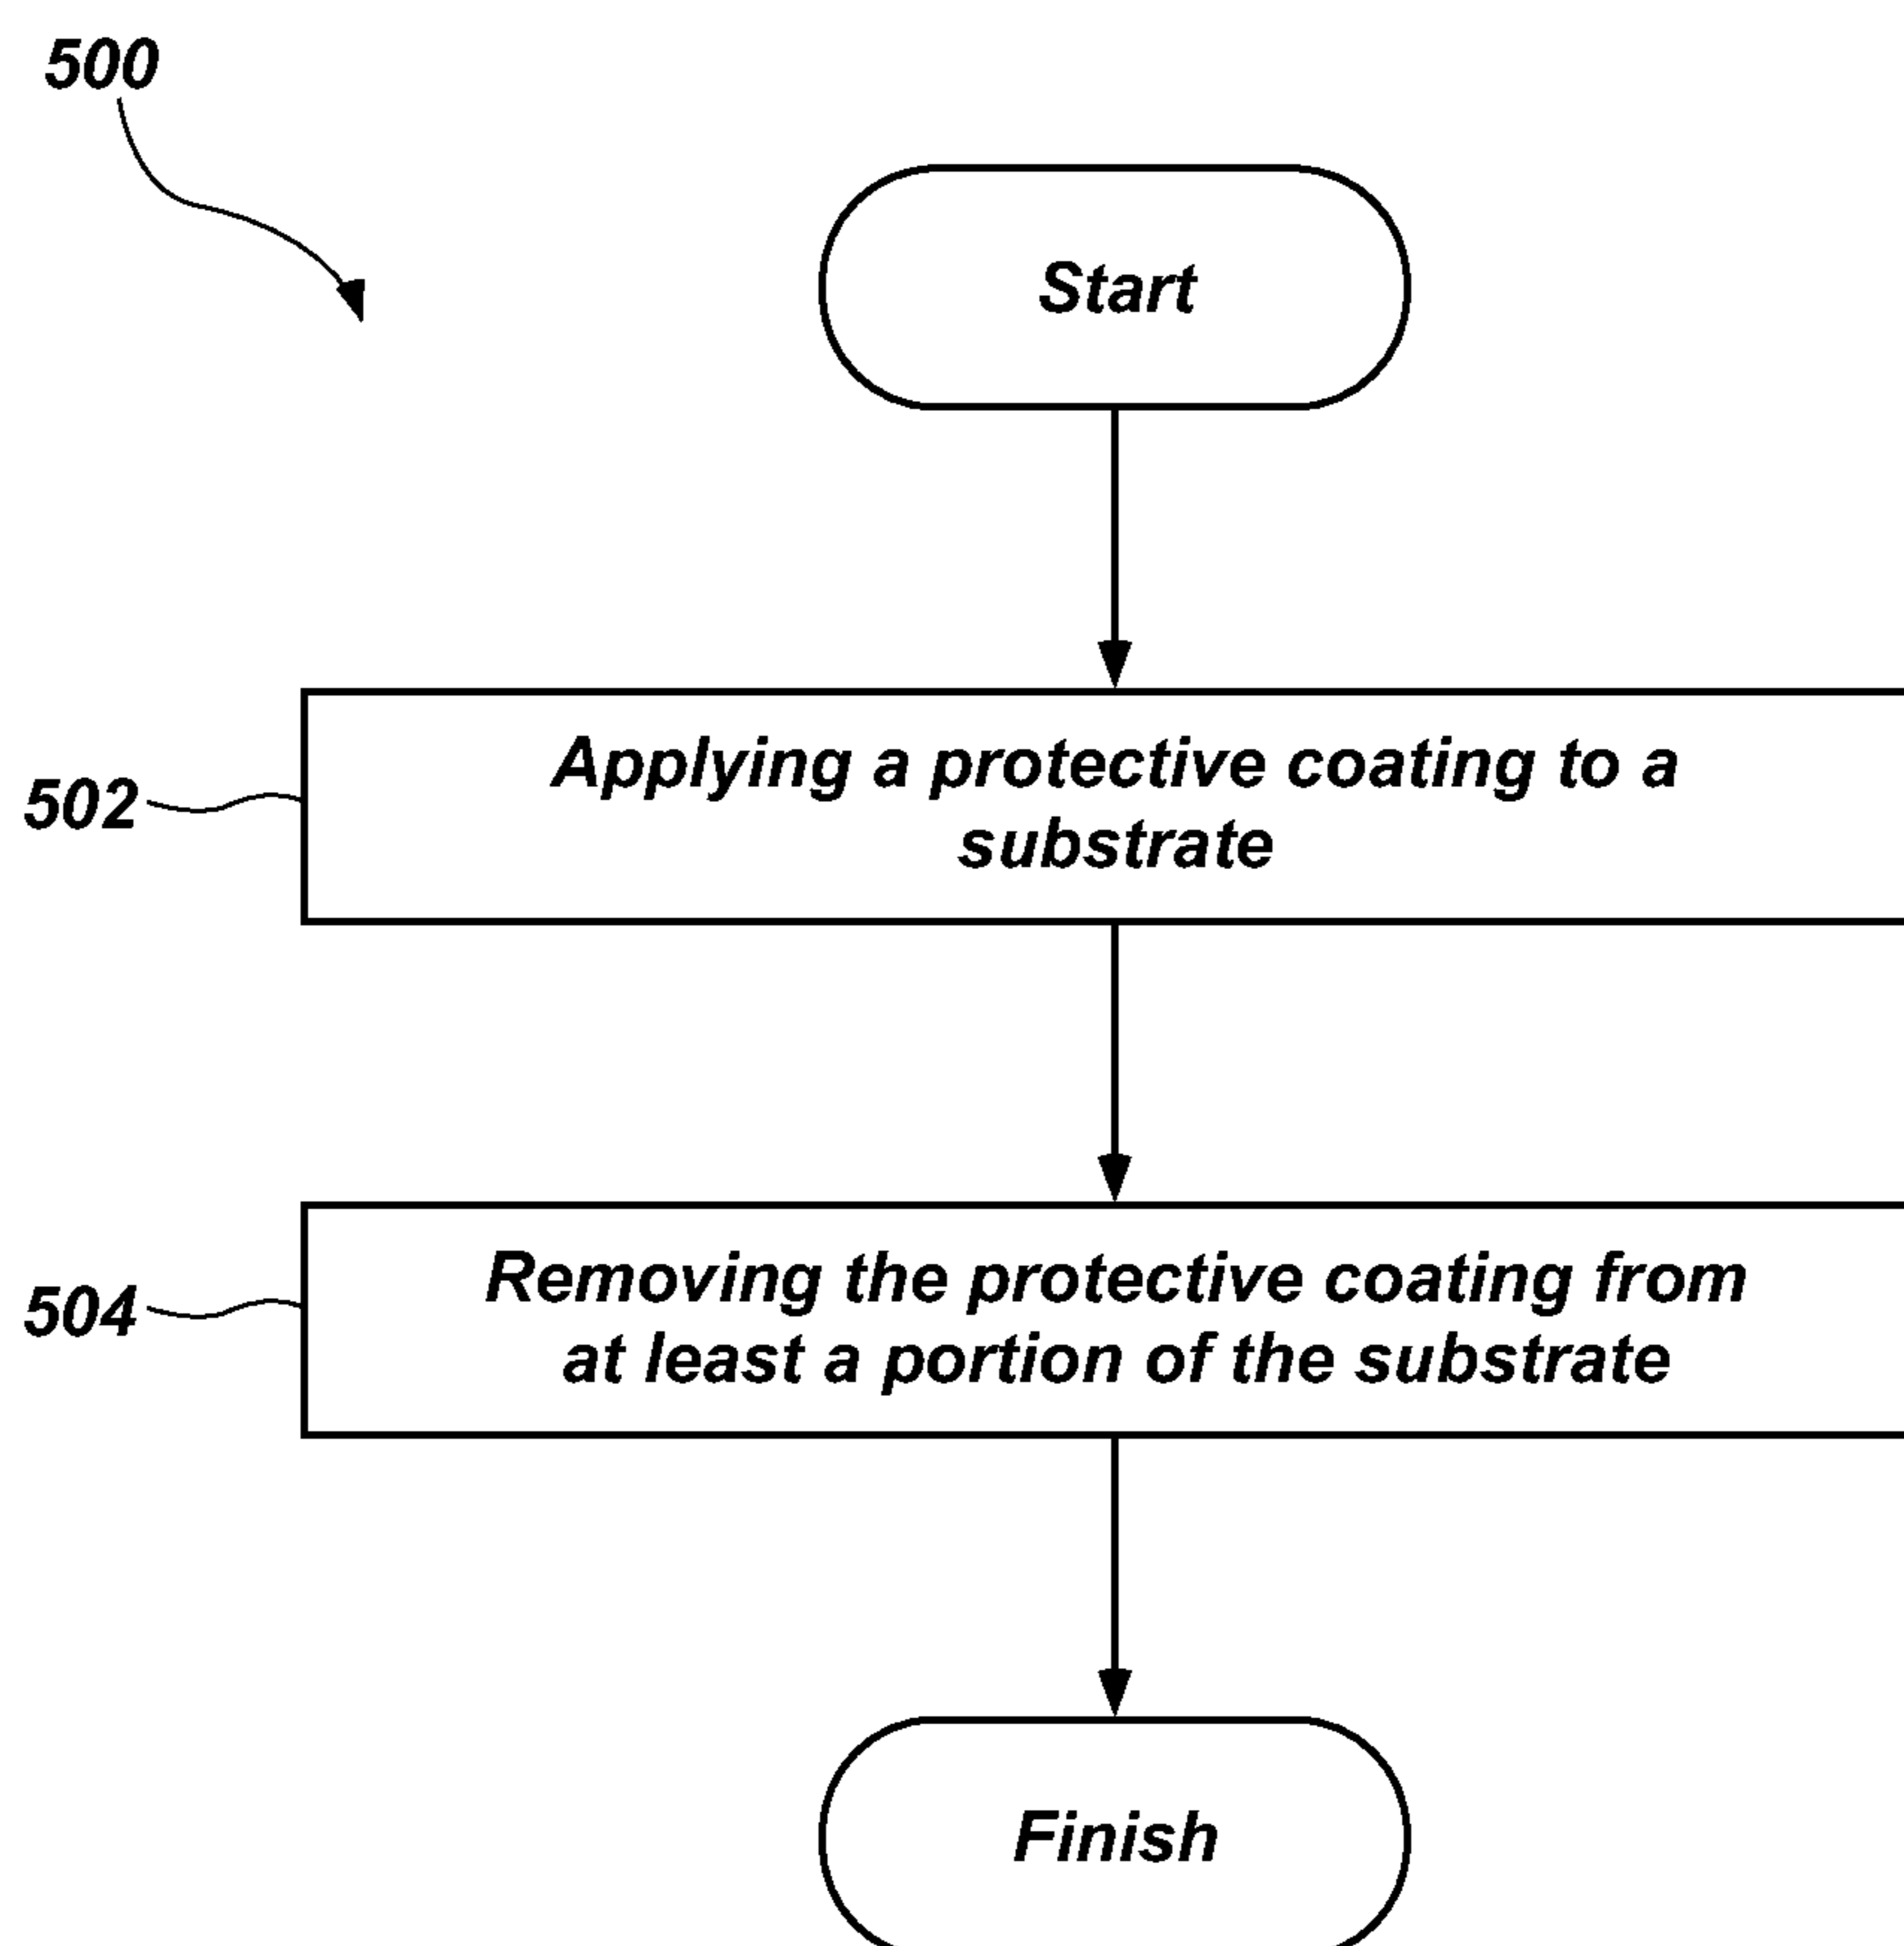 500
Start
502
Applying a protective coating to a
substrate
504
Removing the protective coating from
at least a portion of the substrate
Finish